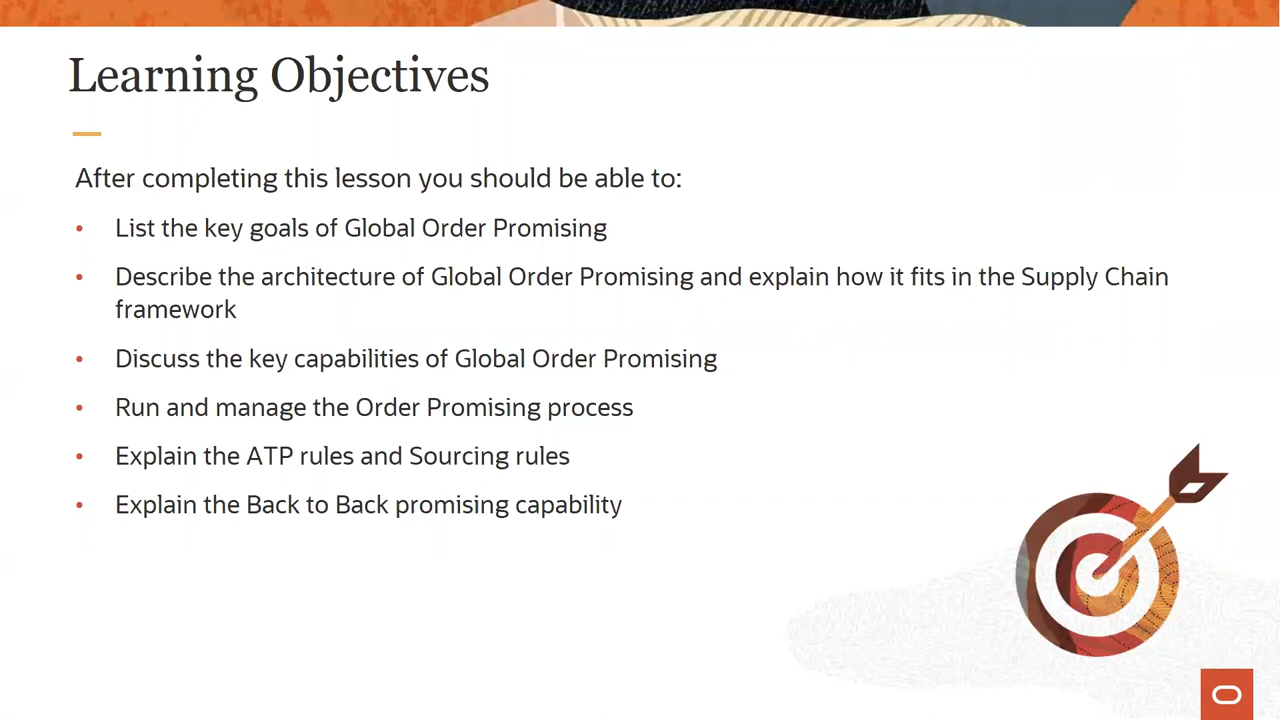 Learning Objectives
After completing this lesson you should be able to:
• List the key goals of Global Order Promising
• Describe the architecture of Global Order Promising and explain how it fits in the Supply Chain
framework
• Discuss the key capabilities of Global Order Promising
• Run and manage the Order Promising process
• Explain the ATP rules and Sourcing rules
• Explain the Back to Back promising capability